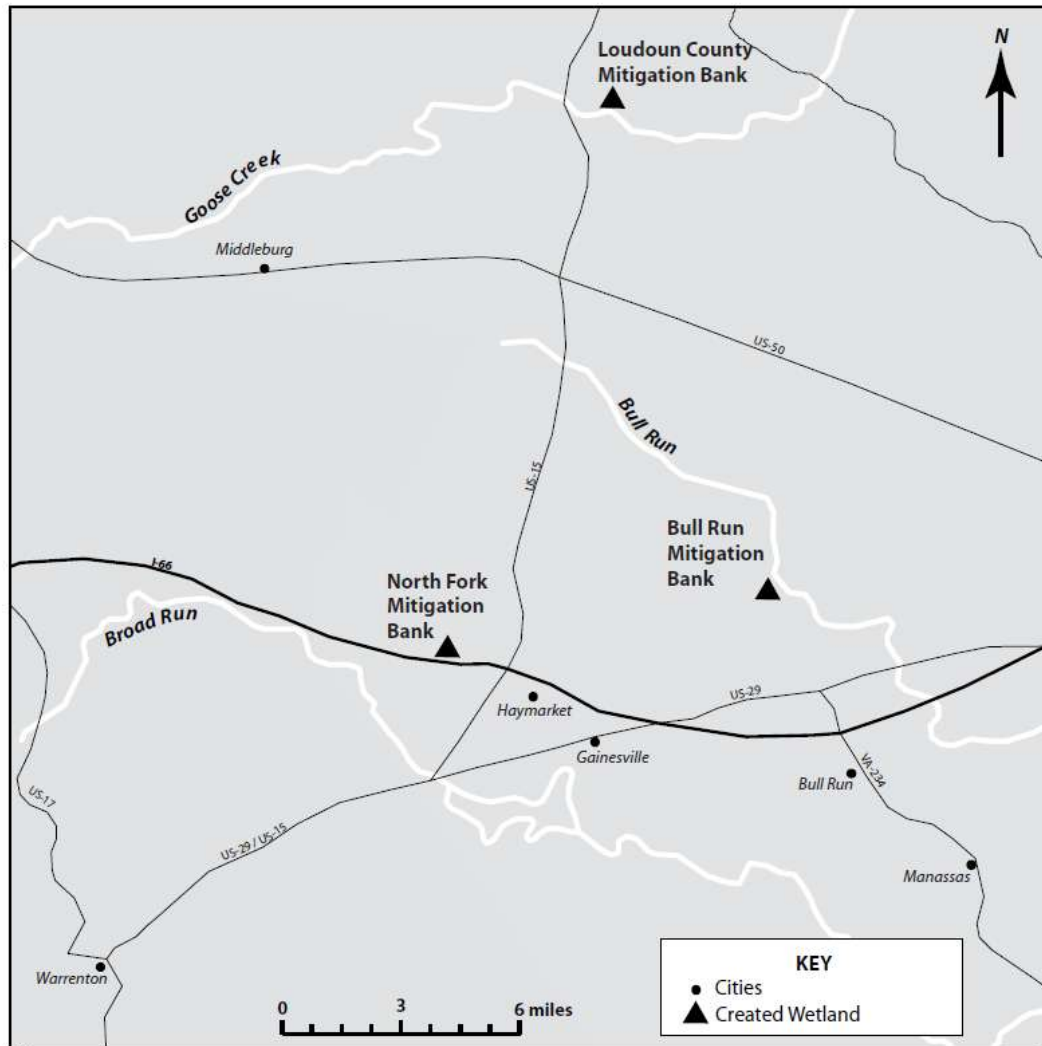 Loudoun County
Mitigation Bank
N
Goose Creek
Middleburg
US-50
Bull Run
US-15
Bull Run
Mitigation
Bank
I-66
North Fork
Mitigation
Bank
Broad Run
US-29
Haymarket
Gainesville
VA-234
Bull Run
US-17
US-29 / US-15
Manassas
Warrenton
0 3 6 miles
KEY
Cities
Created Wetland